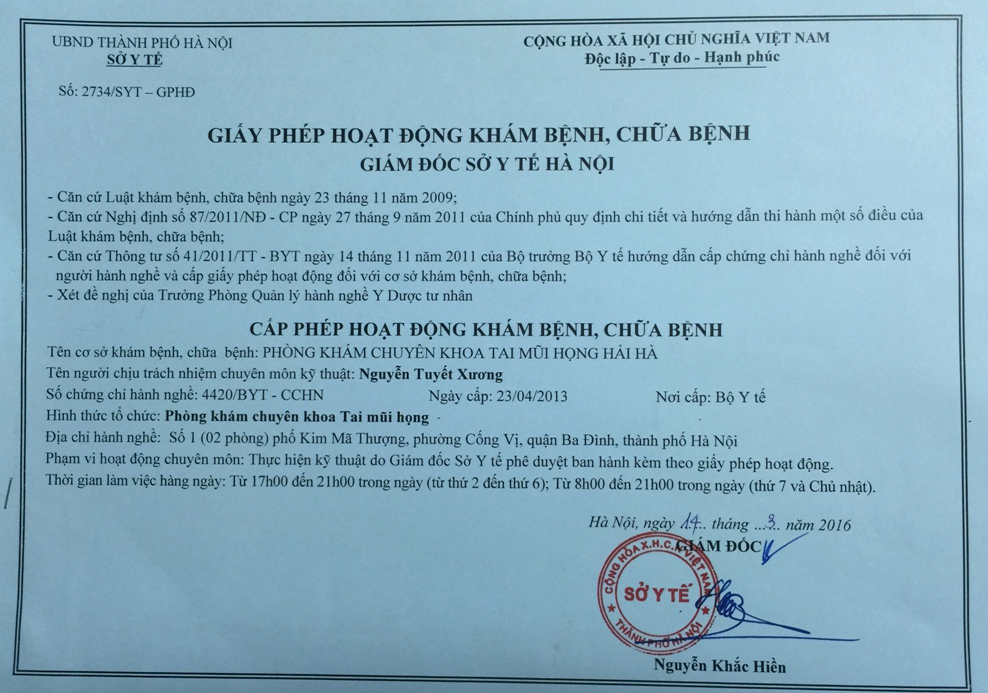 UBND THÀNH PHỐ HÀ NỘI
SỞ Y TẾ
CỘNG HÒA XÃ HỘI CHỦ NGHĨA VIỆT NAM
Độc lập - Tự do - Hạnh phúc
Số: 2734/SYT – GPHĐ
GIẤY PHÉP HOẠT ĐỘNG KHÁM BỆNH, CHỮA BỆNH
GIÁM ĐỐC SỞ Y TẾ HÀ NỘI
- Căn cứ Luật khám bệnh, chữa bệnh ngày 23 tháng 11 năm 2009;
- Căn cứ Nghị định số 87/2011/NĐ - CP ngày 27 tháng 9 năm 2011 của Chính phủ quy định chi tiết và hướng dẫn thi hành một số điều của
Luật khám bệnh, chữa bệnh;
- Căn cứ Thông tư số 41/2011/TT - BYT ngày 14 tháng 11 năm 2011 của Bộ trưởng Bộ Y tế hướng dẫn cấp chứng chỉ hành nghề đối với
người hành nghề và cấp giấy phép hoạt động đối với cơ sở khám bệnh, chữa bệnh;
- Xét đề nghị của Trưởng Phòng Quản lý hành nghề Y Dược tư nhân
CẤP PHÉP HOẠT ĐỘNG KHÁM BỆNH, CHỮA BỆNH
Tên cơ sở khám bệnh, chữa bệnh: PHÒNG KHÁM CHUYÊN KHOA TAI MŨI HỌNG HẢI HÀ
Tên người chịu trách nhiệm chuyên môn kỹ thuật: Nguyễn Tuyết Xương
Số chứng chỉ hành nghề: 4420/BYT - CCHN Ngày cấp: 23/04/2013 Nơi cấp: Bộ Y tế
Hình thức tổ chức: Phòng khám chuyên khoa Tai mũi họng
Địa chỉ hành nghề: Số 1 (02 phòng) phố Kim Mã Thượng, phường Cống Vị, quận Ba Đình, thành phố Hà Nội
Phạm vi hoạt động chuyên môn: Thực hiện kỹ thuật do Giám đốc Sở Y tế phê duyệt ban hành kèm theo giấy phép hoạt động.
Thời gian làm việc hàng ngày: Từ 17h00 đến 21h00 trong ngày (từ thứ 2 đến thứ 6); Từ 8h00 đến 21h00 trong ngày (thứ 7 và Chủ nhật).
Hà Nội, ngày 14.. tháng ...3.. năm 2016
GIÁM ĐỐC
CỘNG HÒA X.H.C.N VIỆT NAM
SỞ Y TẾ
THÀNH PHỐ HÀ NỘI
Nguyễn Khắc Hiền